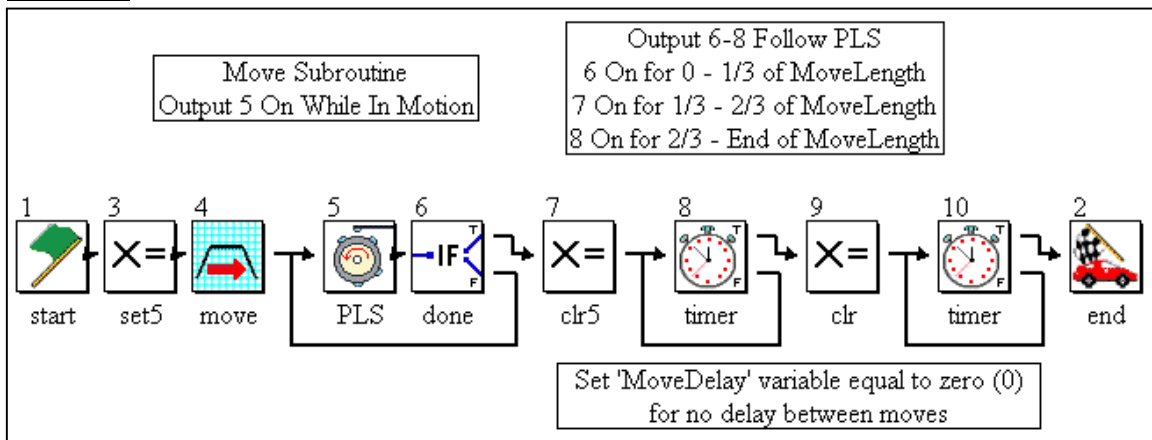 Move Subroutine
Output 5 On While In Motion
Output 6-8 Follow PLS
6 On for 0 - 1/3 of MoveLength
7 On for 1/3 - 2/3 of MoveLength
8 On for 2/3 - End of MoveLength
1 3 4 5 6 7 8 9 10 2
X= IF T F X= T F X= T F
start set5 move PLS done clr5 timer clr timer end
Set 'MoveDelay' variable equal to zero (0)
for no delay between moves